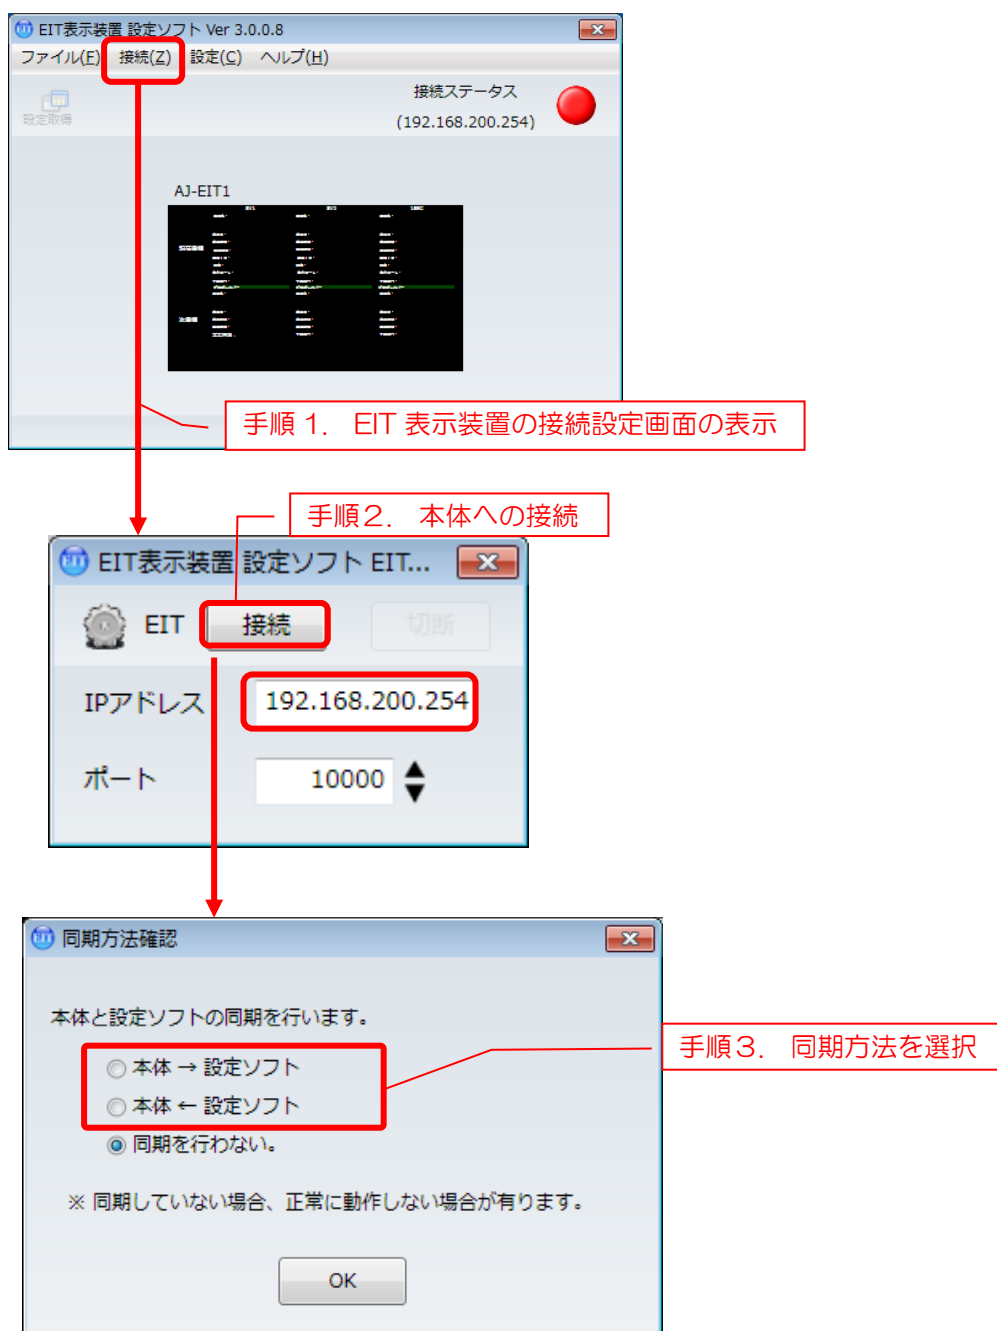 EIT表示装置 設定ソフト Ver 3.0.0.8
ファイル(F) 接続(Z) 設定(C) ヘルプ(H)
設定取得
接続ステータス
(192.168.200.254)
AJ-EIT1
手順 1． EIT 表示装置の接続設定画面の表示
手順２． 本体への接続
EIT表示装置 設定ソフト EIT...
EIT 接続 切断
IPアドレス 192.168.200.254
ポート 10000
同期方法確認
本体と設定ソフトの同期を行います。
本体 → 設定ソフト
本体 ← 設定ソフト
同期を行わない。
手順３． 同期方法を選択
※ 同期していない場合、正常に動作しない場合が有ります。
OK